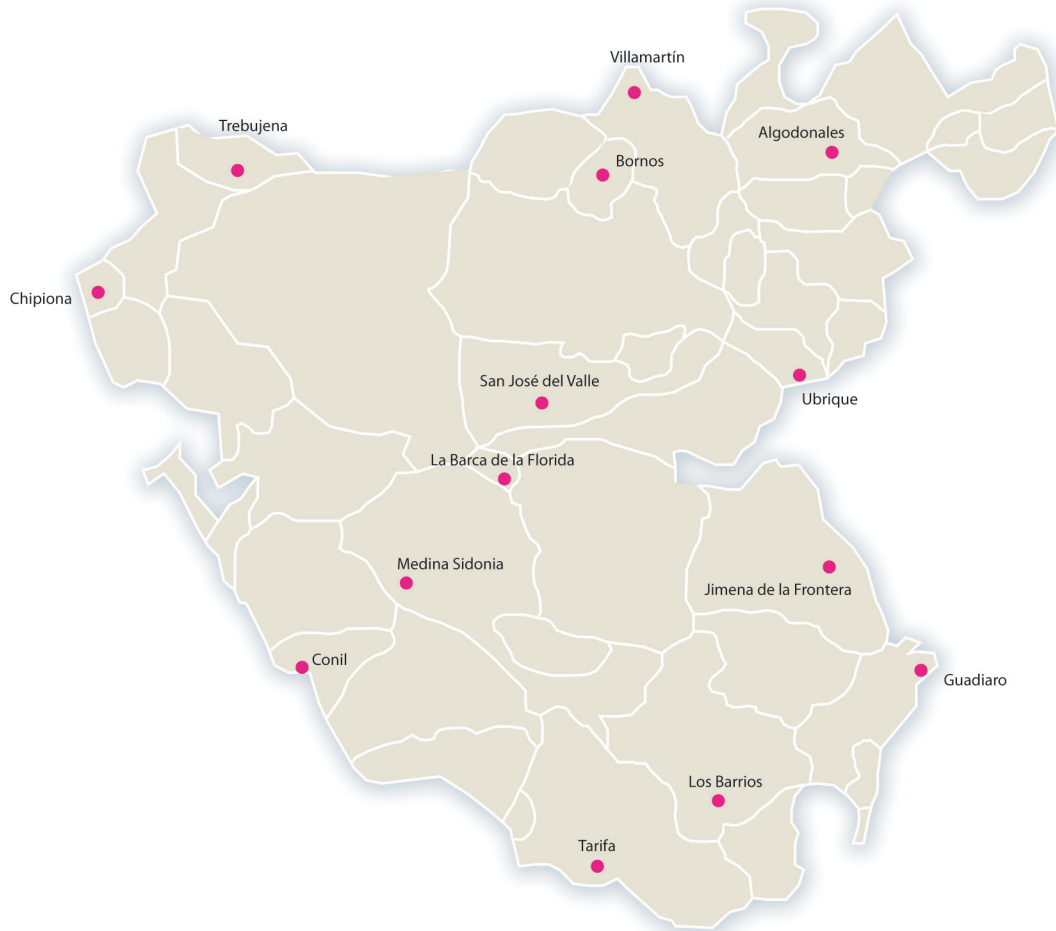 Villamartín
Trebujena
Algodonales
Bornos
Chipiona
San José del Valle
Ubrique
La Barca de la Florida
Medina Sidonia
Jimena de la Frontera
Conil
Guadiaro
Los Barrios
Tarifa